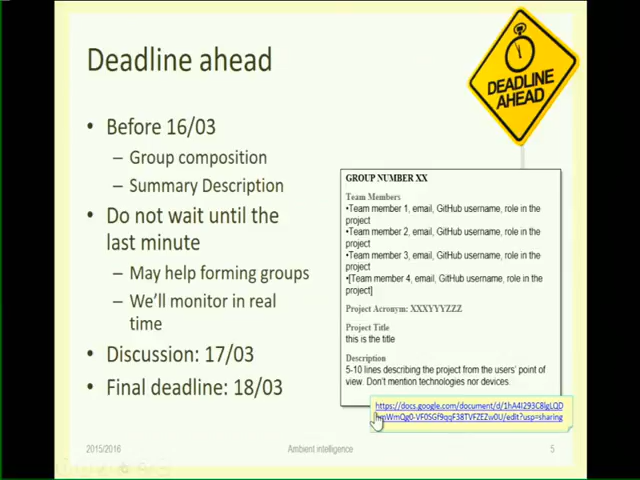 Deadline ahead
DEADLINE
AHEAD
• Before 16/03
– Group composition
– Summary Description
• Do not wait until the
last minute
– May help forming groups
– We'll monitor in real
time
• Discussion: 17/03
• Final deadline: 18/03
GROUP NUMBER XX
Team Members
•Team member 1, email, GitHub username, role in the
project
•Team member 2, email, GitHub username, role in the
project
•Team member 3, email, GitHub username, role in the
project
•[Team member 4, email, GitHub username, role in the
project]
Project Acronym: XXXYYYZZZ
Project Title
this is the title
Description
5-10 lines describing the project from the users' point of
view. Don't mention technologies nor devices.
2015/2016
Ambient intelligence
5